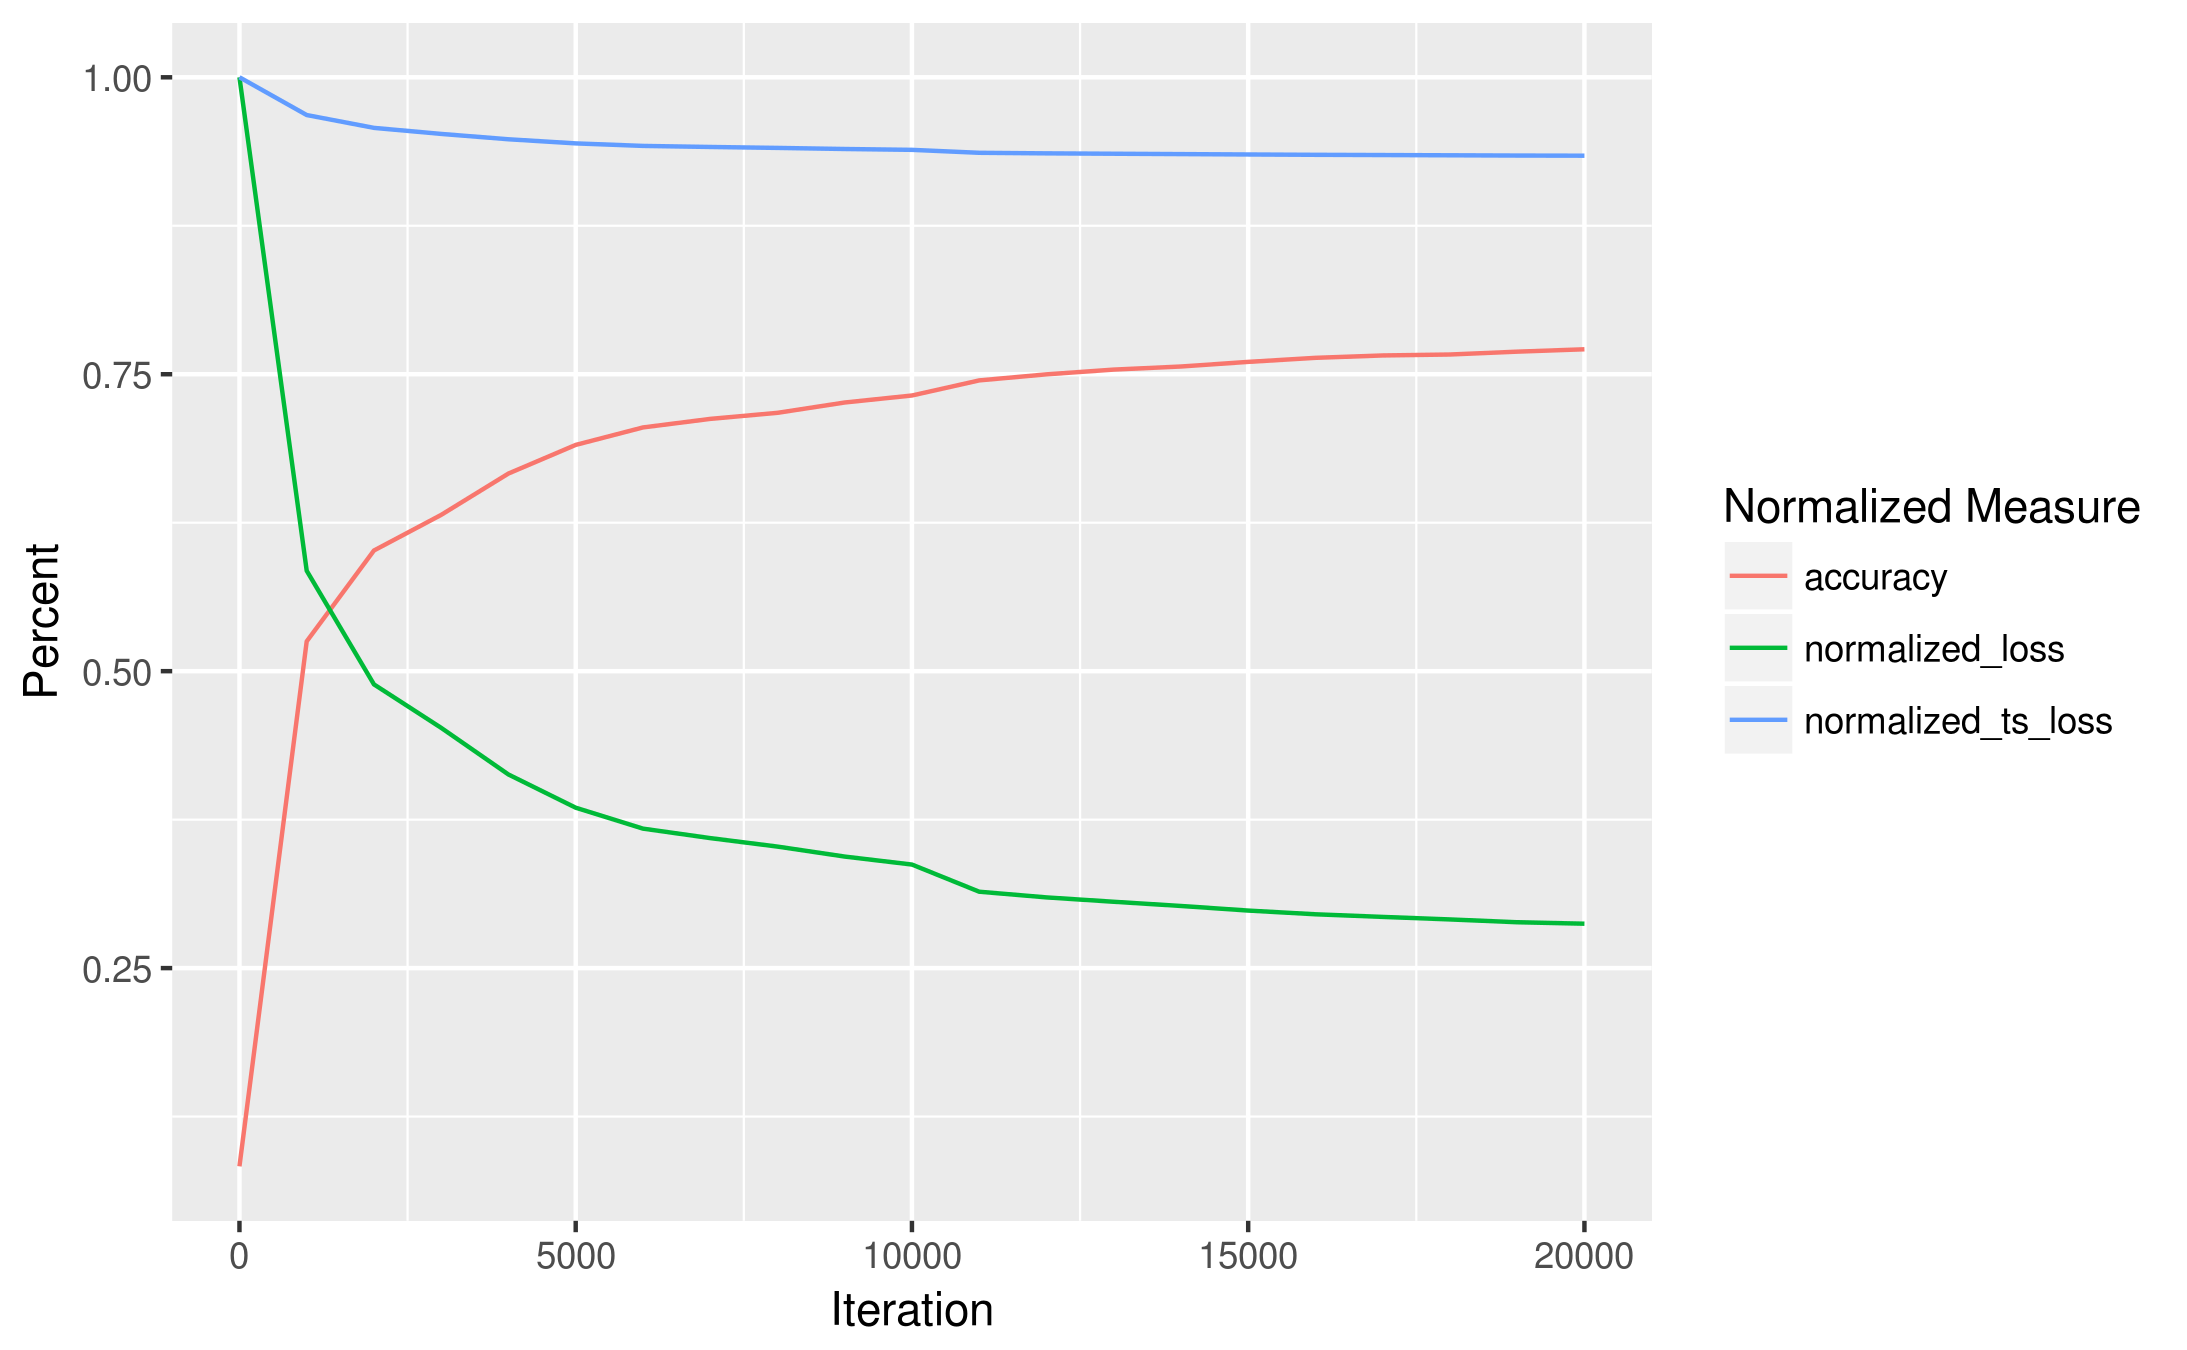 1.00
0.75
0.50
0.25
Percent
0 5000 10000 15000 20000
Iteration
Normalized Measure
accuracy
normalized_loss
normalized_ts_loss